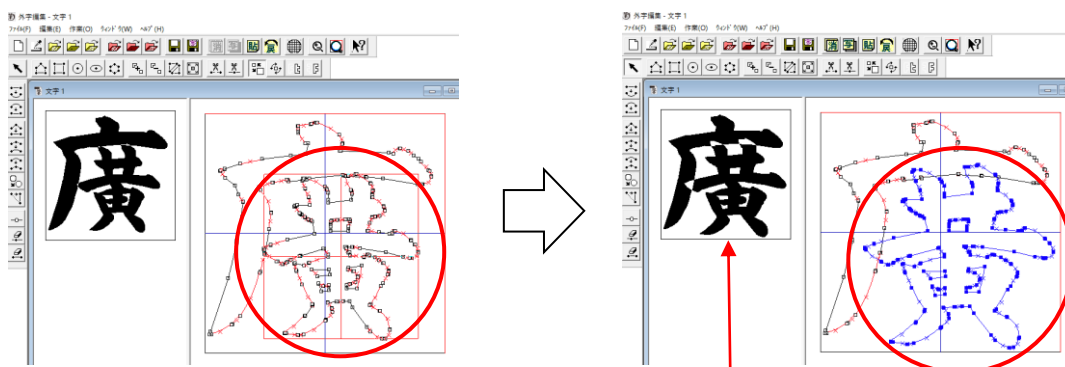 外字編集 - 文字 1
ファイル(F) 編集(E) 作業(O) ウィンドウ(W) ヘルプ(H)
文字 1
廣
外字編集 - 文字 1
ファイル(F) 編集(E) 作業(O) ウィンドウ(W) ヘルプ(H)
文字 1
廣